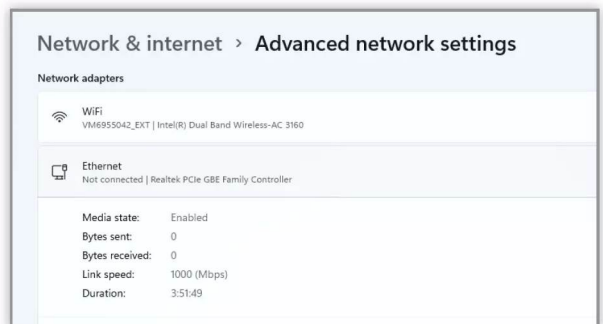 Network & internet > Advanced network settings
Network adapters
WiFi
VM6955042_EXT | Intel(R) Dual Band Wireless-AC 3160
Ethernet
Not connected | Realtek PCIe GBE Family Controller
Media state: Enabled
Bytes sent: 0
Bytes received: 0
Link speed: 1000 (Mbps)
Duration: 3:51:49